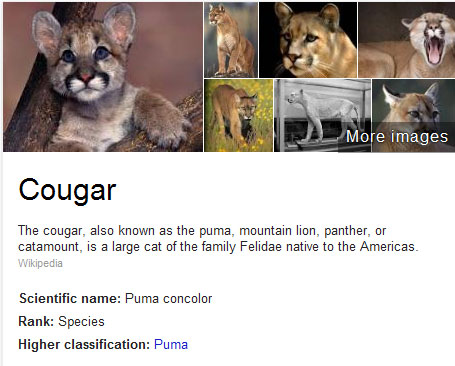 More images
Cougar
The cougar, also known as the puma, mountain lion, panther, or
catamount, is a large cat of the family Felidae native to the Americas.
Wikipedia
Scientific name: Puma concolor
Rank: Species
Higher classification: Puma